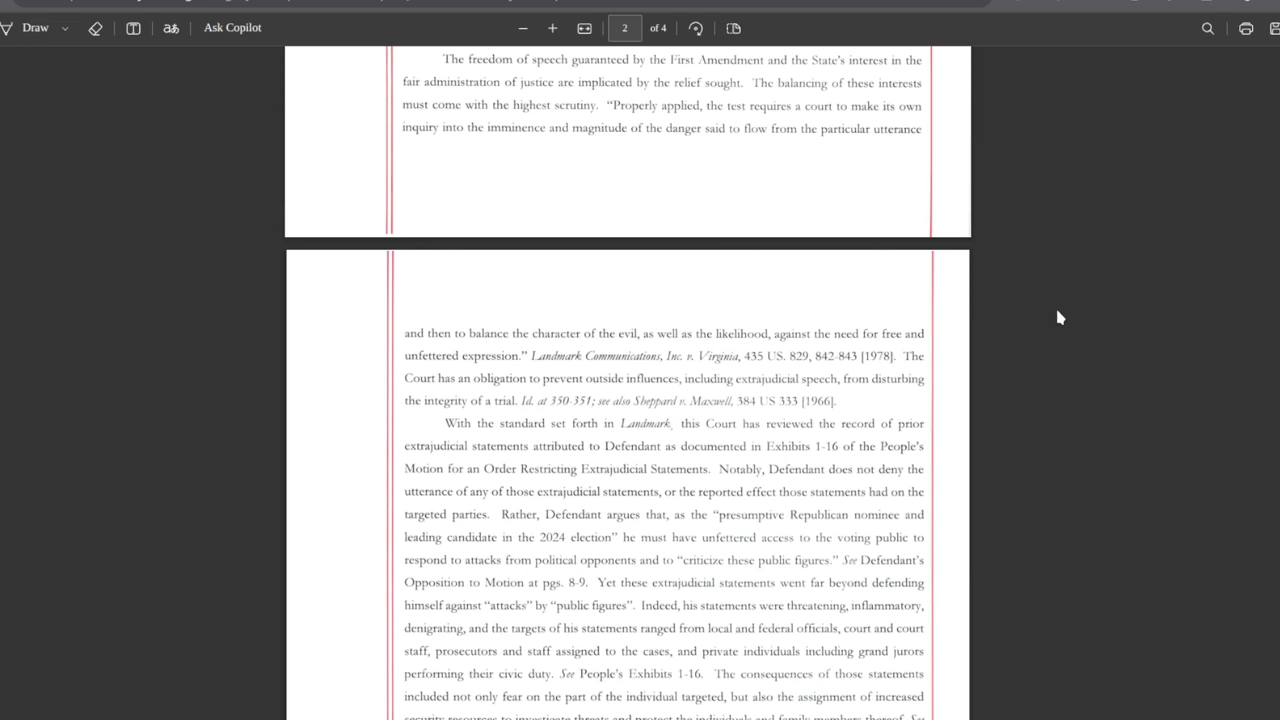 Draw
aあ
Ask Copilot
2
of 4
The freedom of speech guaranteed by the First Amendment and the State's interest in the
fair administration of justice are implicated by the relief sought. The balancing of these interests
must come with the highest scrutiny. “Properly applied, the test requires a court to make its own
inquiry into the imminence and magnitude of the danger said to flow from the particular utterance
and then to balance the character of the evil, as well as the likelihood, against the need for free and
unfettered expression.” Landmark Communications, Inc. v. Virginia, 435 US. 829, 842-843 [1978]. The
Court has an obligation to prevent outside influences, including extrajudicial speech, from disturbing
the integrity of a trial. Id. at 350-351; see also Sheppard v. Maxwell, 384 US 333 [1966].
With the standard set forth in Landmark, this Court has reviewed the record of prior
extrajudicial statements attributed to Defendant as documented in Exhibits 1-16 of the People's
Motion for an Order Restricting Extrajudicial Statements. Notably, Defendant does not deny the
utterance of any of those extrajudicial statements, or the reported effect those statements had on the
targeted parties. Rather, Defendant argues that, as the “presumptive Republican nominee and
leading candidate in the 2024 election” he must have unfettered access to the voting public to
respond to attacks from political opponents and to “criticize these public figures.” See Defendant's
Opposition to Motion at pgs. 8-9. Yet these extrajudicial statements went far beyond defending
himself against “attacks” by “public figures”. Indeed, his statements were threatening, inflammatory,
denigrating, and the targets of his statements ranged from local and federal officials, court and court
staff, prosecutors and staff assigned to the cases, and private individuals including grand jurors
performing their civic duty. See People's Exhibits 1-16. The consequences of those statements
included not only fear on the part of the individual targeted, but also the assignment of increased
security resources to investigate threats and protect the individuals and family members thereof. See